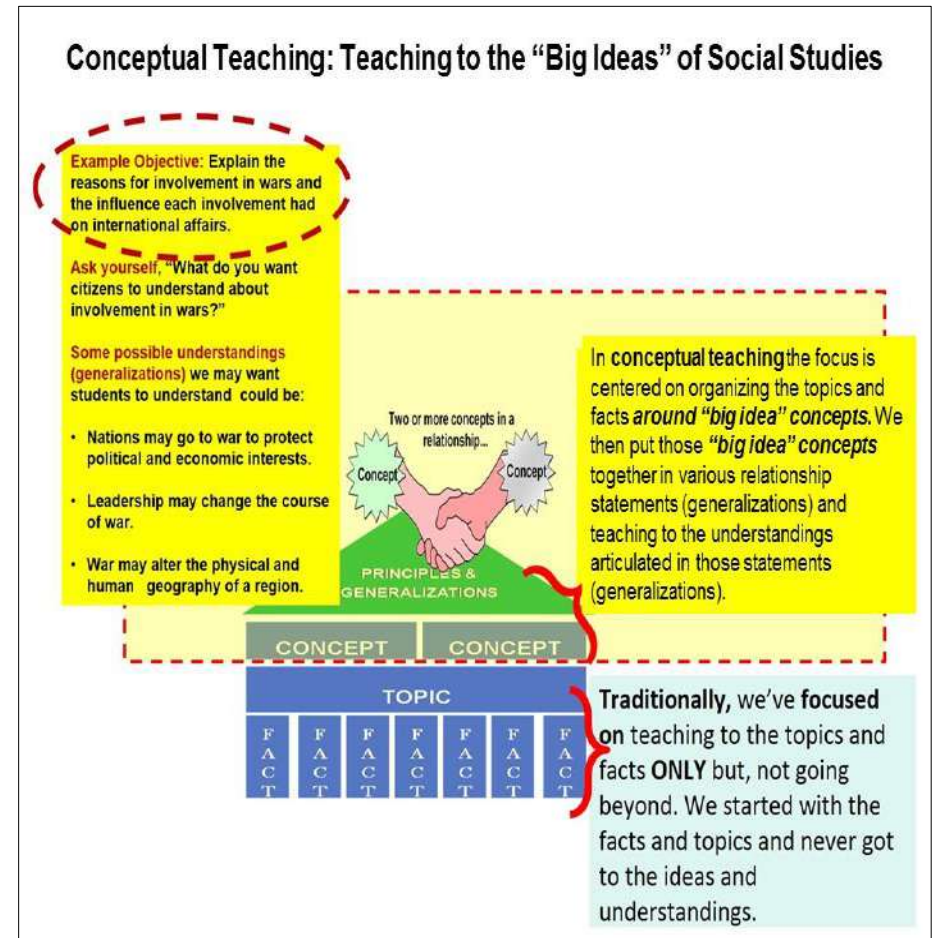 Conceptual Teaching: Teaching to the “Big Ideas” of Social Studies
Example Objective: Explain the
reasons for involvement in wars and
the influence each involvement had
on international affairs.
Ask yourself, “What do you want
citizens to understand about
involvement in wars?”
Some possible understandings
(generalizations) we may want
students to understand could be:
• Nations may go to war to protect
political and economic interests.
• Leadership may change the course
of war.
• War may alter the physical and
human geography of a region.
Two or more concepts in a
relationship...
Concept
Concept
PRINCIPLES &
GENERALIZATIONS
CONCEPT
CONCEPT
TOPIC
FACT
FACT
FACT
FACT
FACT
FACT
FACT
In conceptual teaching the focus is
centered on organizing the topics and
facts around “big idea” concepts. We
then put those “big idea” concepts
together in various relationship
statements (generalizations) and
teaching to the understandings
articulated in those statements
(generalizations).
Traditionally, we’ve focused
on teaching to the topics and
facts ONLY but, not going
beyond. We started with the
facts and topics and never got
to the ideas and
understandings.